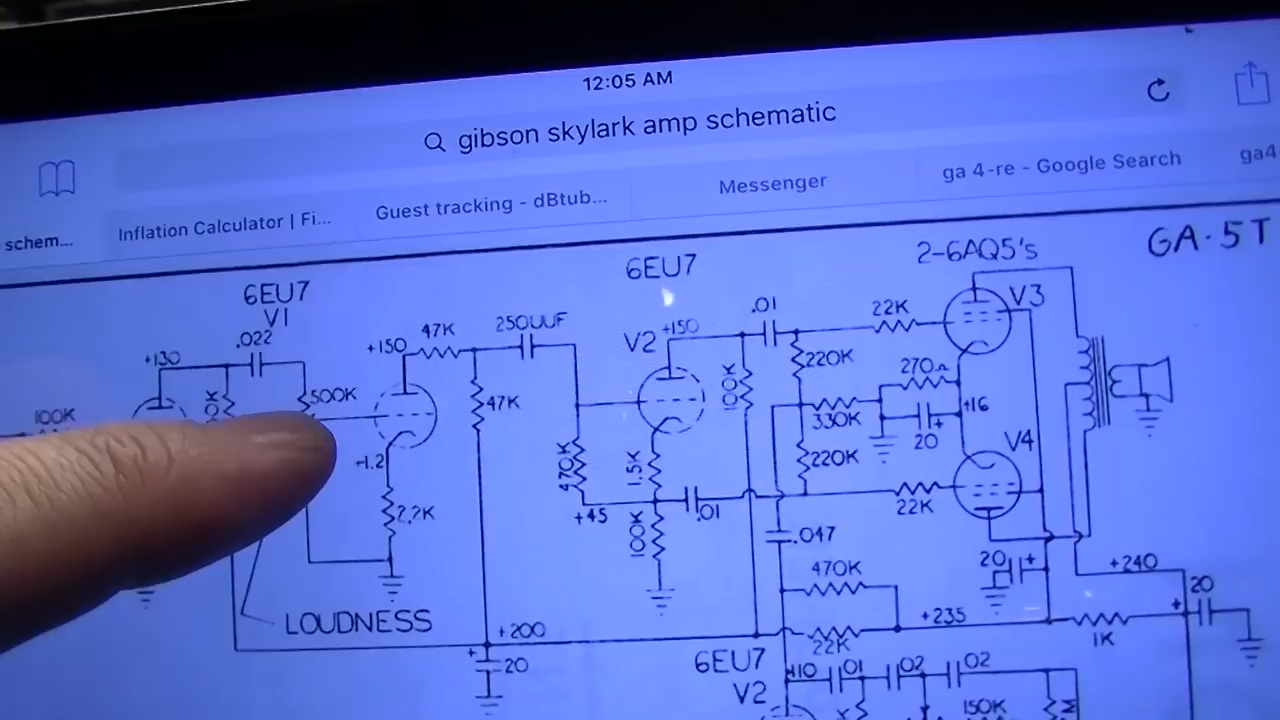 12:05 AM
gibson skylark amp schematic
schem...
Inflation Calculator | Fi...
Guest tracking - dBtub...
Messenger
ga 4-re - Google Search
ga4
GA-5T
2-6AQ5's
6EU7
V1
6EU7
V2
V3
+130
.022
+150
47K
250UUF
+150
.01
22K
500K
100K
47K
100K
220K
270Ω
330K
+16
20
-1.2
2.2K
470K
1.5K
+45
100K
.01
220K
22K
V4
.047
470K
20
+
+240
20
+
LOUDNESS
+200
+
20
22K
+235
1K
6EU7
V2
+10
.01
.02
.02
150K